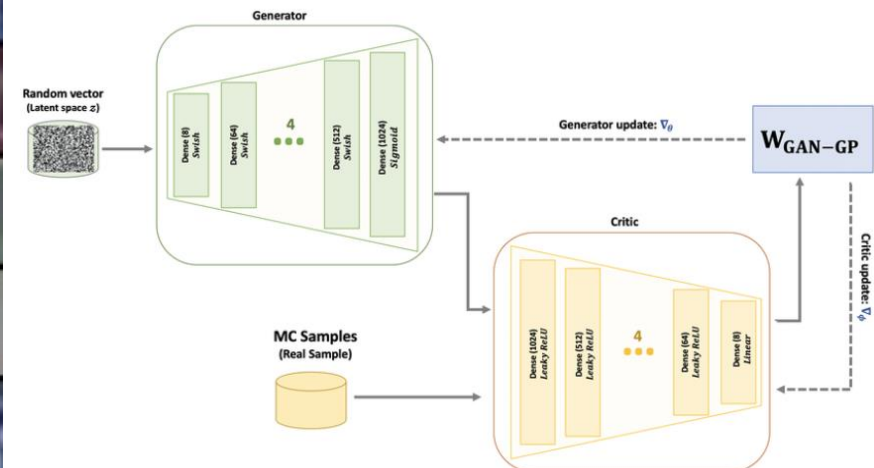 Generator
Random vector
(Latent space z)
Dense (8)
Swish
Dense (64)
Swish
4
Dense (512)
Swish
Dense (1024)
Sigmoid
Generator update: ∇θ
W GAN−GP
Critic update: ∇ϕ
Critic
MC Samples
(Real Sample)
Dense (1024)
Leaky ReLU
Dense (512)
Leaky ReLU
4
Dense (64)
Leaky ReLU
Dense (8)
Linear